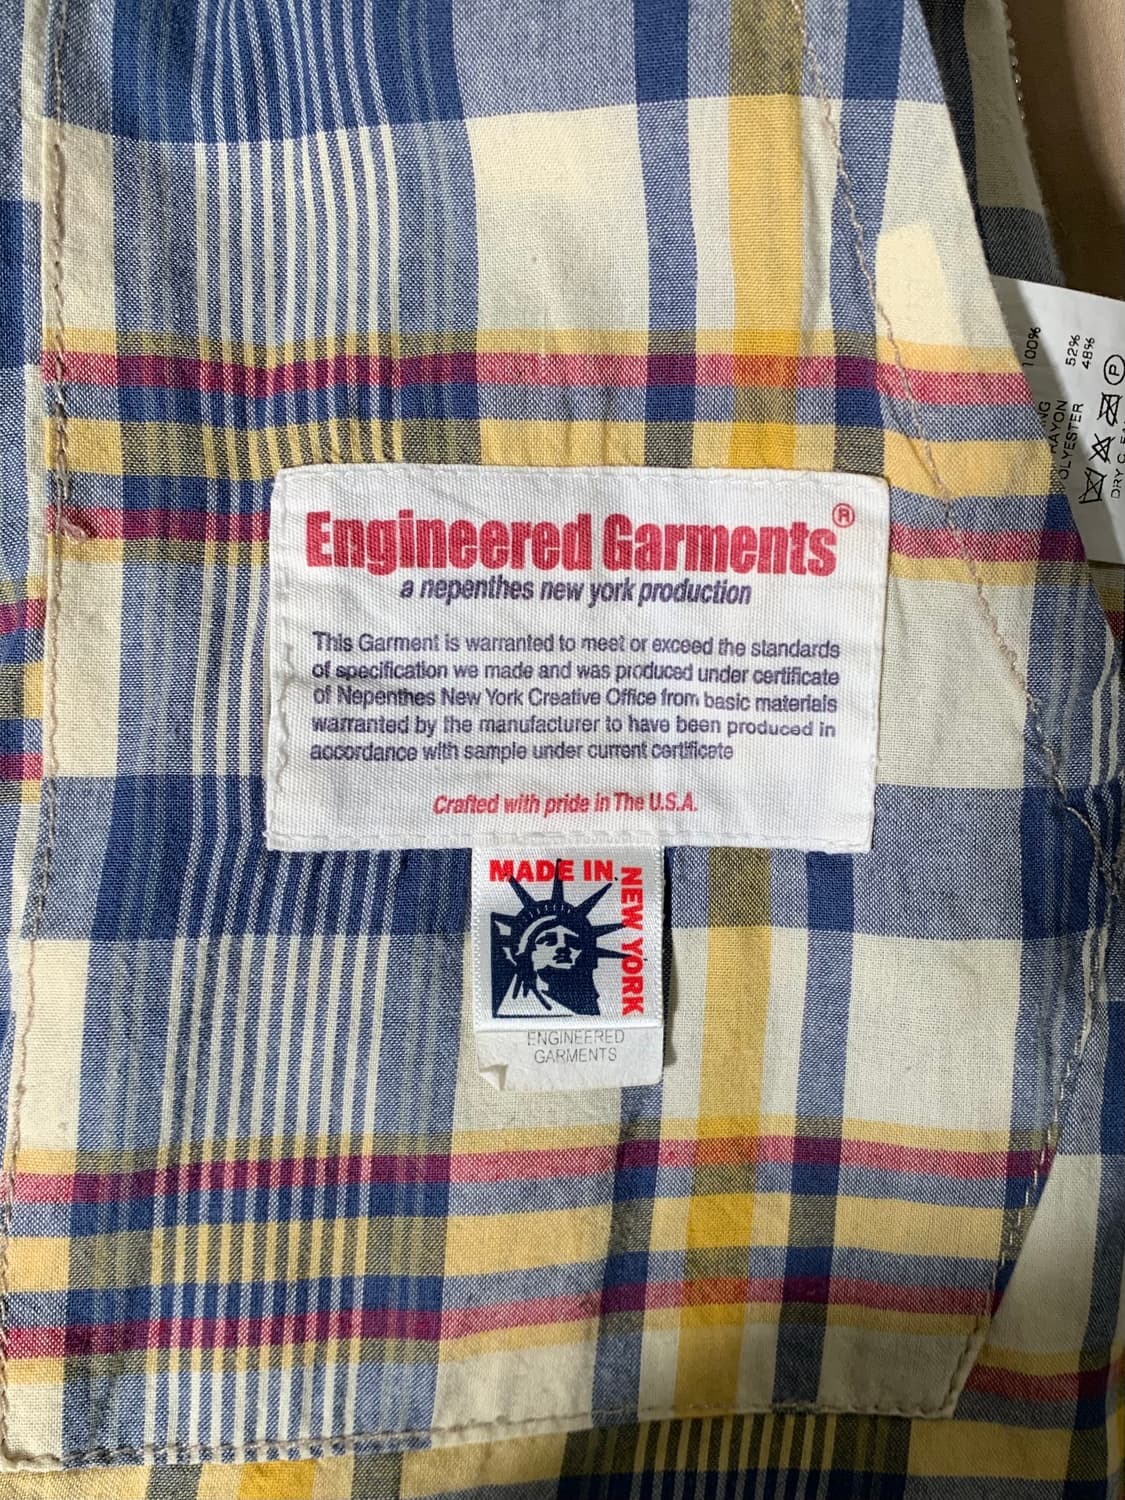 Engineered Garments®
a nepenthes new york production
This Garment is warranted to meet or exceed the standards
of specification we made and was produced under certificate
of Nepenthes New York Creative Office from basic materials
warranted by the manufacturer to have been produced in
accordance with sample under current certificate
Crafted with pride in The U.S.A.
MADE IN
NEW YORK
ENGINEERED
GARMENTS
100%
RAYON 52%
POLYESTER 48%
P
DRY